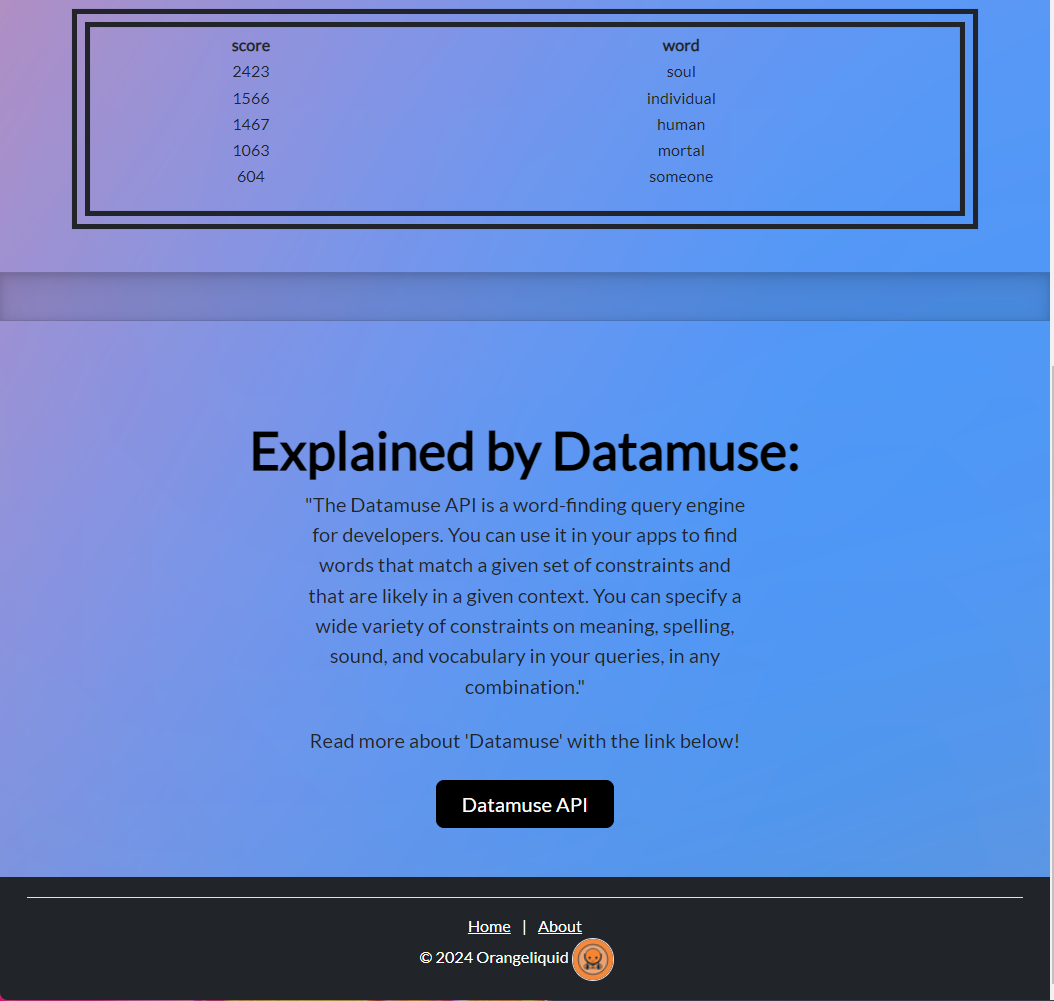 score word
2423 soul
1566 individual
1467 human
1063 mortal
604 someone
Explained by Datamuse:
"The Datamuse API is a word-finding query engine
for developers. You can use it in your apps to find
words that match a given set of constraints and
that are likely in a given context. You can specify a
wide variety of constraints on meaning, spelling,
sound, and vocabulary in your queries, in any
combination."
Read more about 'Datamuse' with the link below!
Datamuse API
Home | About
© 2024 Orangeliquid